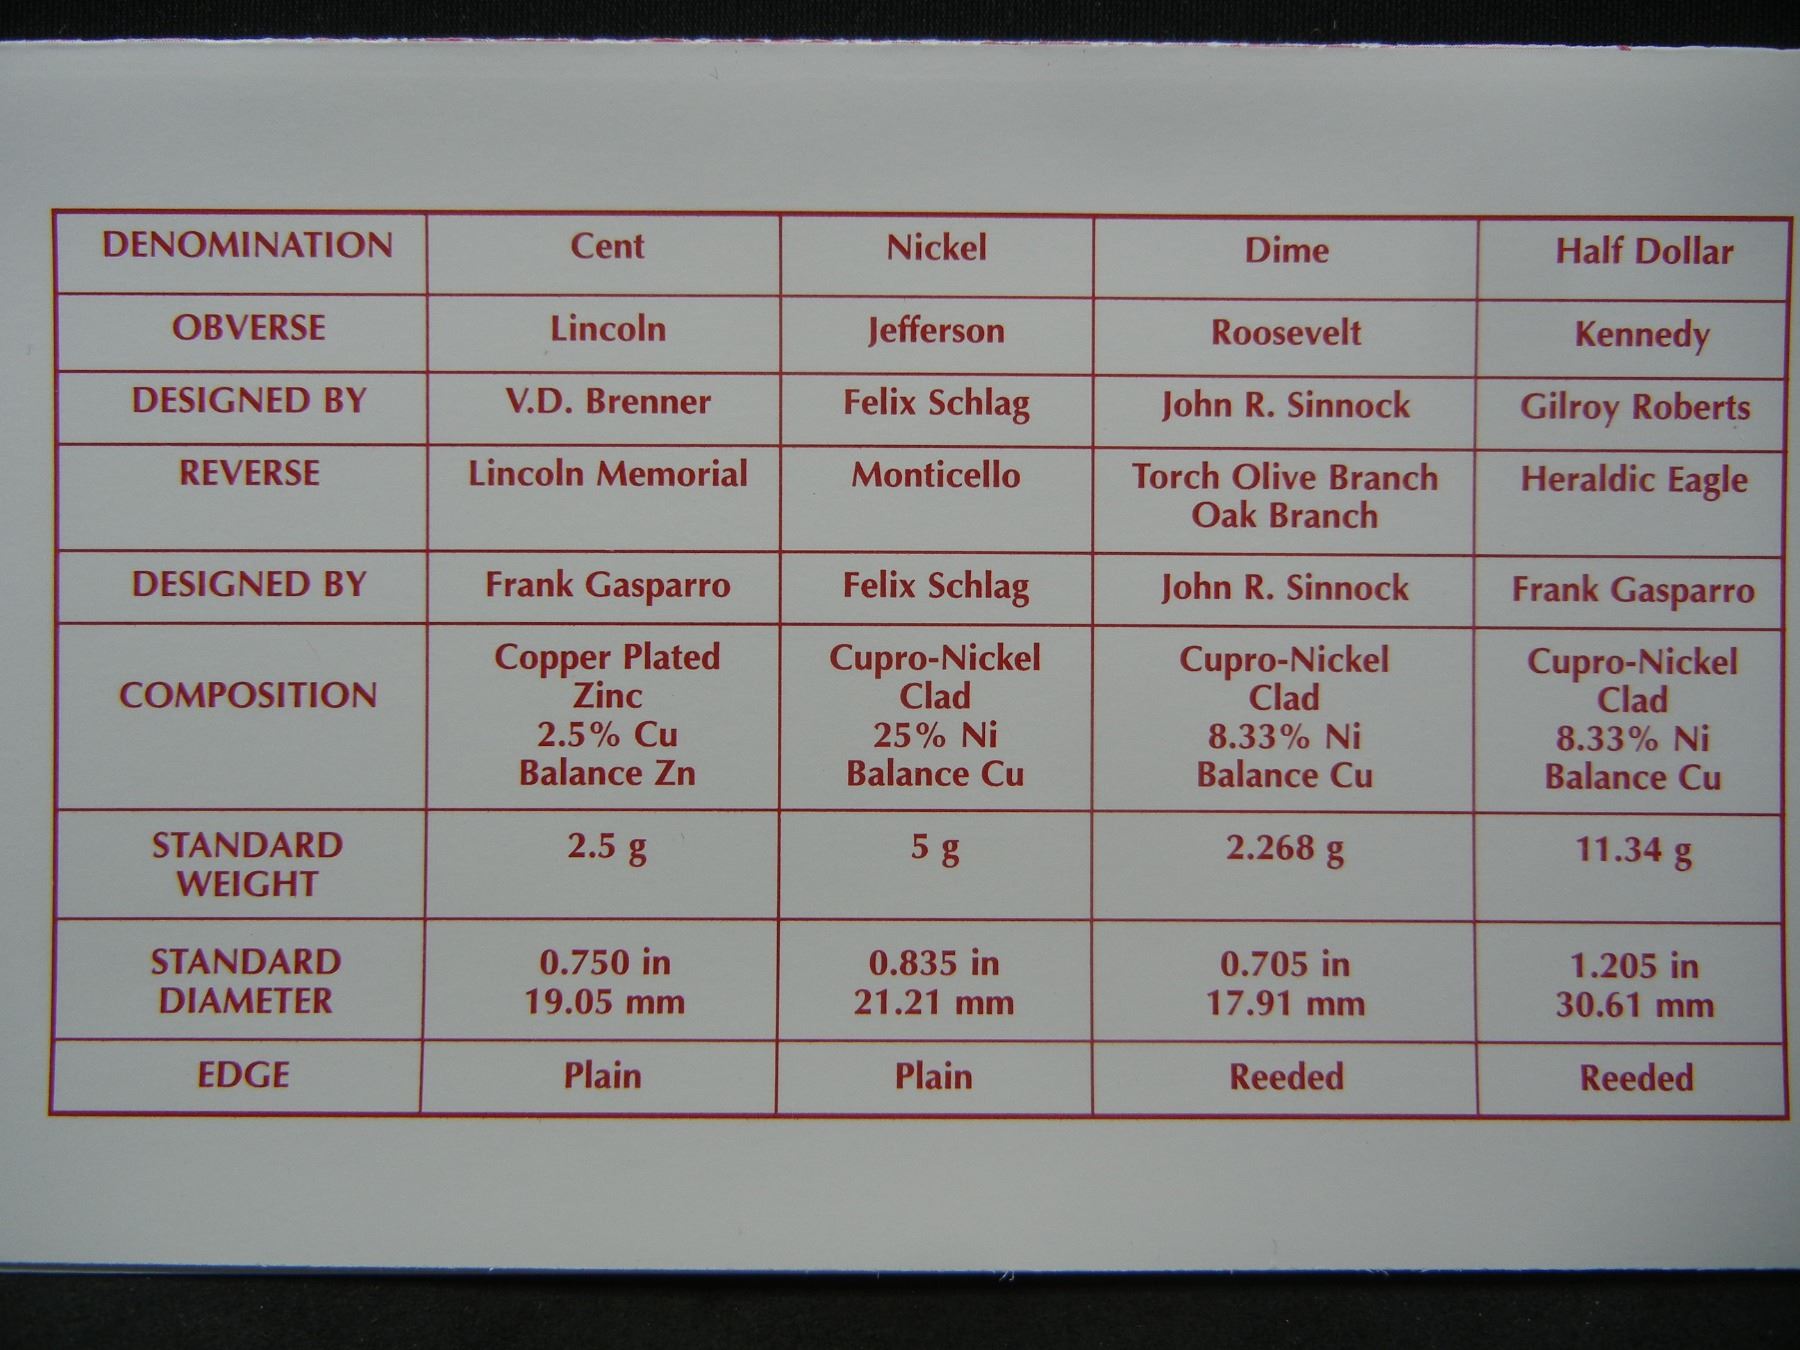 DENOMINATION Cent Nickel Dime Half Dollar
OBVERSE Lincoln Jefferson Roosevelt Kennedy
DESIGNED BY V.D. Brenner Felix Schlag John R. Sinnock Gilroy Roberts
REVERSE Lincoln Memorial Monticello Torch Olive Branch Heraldic Eagle
Oak Branch
DESIGNED BY Frank Gasparro Felix Schlag John R. Sinnock Frank Gasparro
Copper Plated Cupro-Nickel Cupro-Nickel Cupro-Nickel
COMPOSITION Zinc Clad Clad Clad
2.5% Cu 25% Ni 8.33% Ni 8.33% Ni
Balance Zn Balance Cu Balance Cu Balance Cu
STANDARD 2.5 g 5 g 2.268 g 11.34 g
WEIGHT
STANDARD 0.750 in 0.835 in 0.705 in 1.205 in
DIAMETER 19.05 mm 21.21 mm 17.91 mm 30.61 mm
EDGE Plain Plain Reeded Reeded